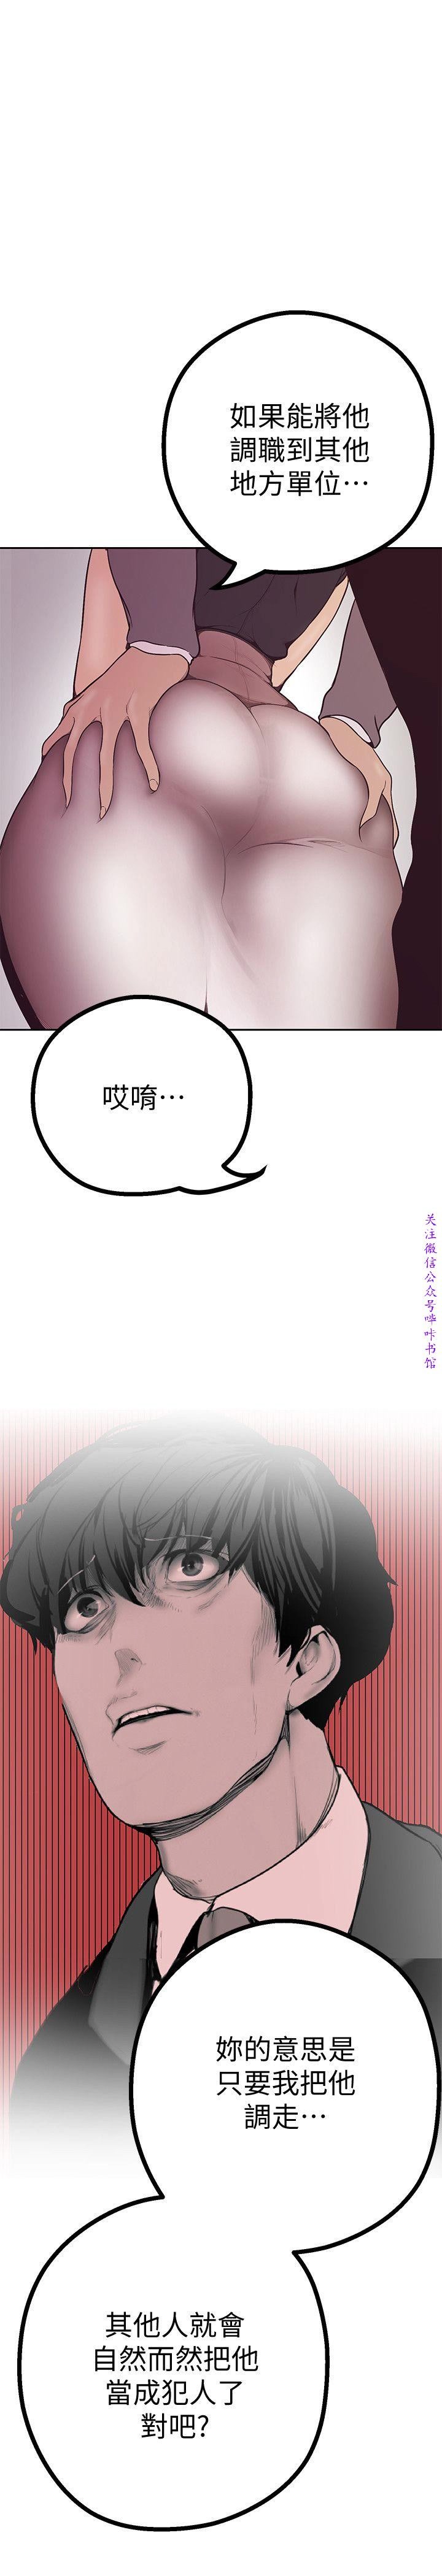 如果能將他
調職到其他
地方單位…
哎唷…
关注微信公众号哔咔书馆
妳的意思是
只要我把他
調走…
其他人就會
自然而然把他
當成犯人了
對吧?